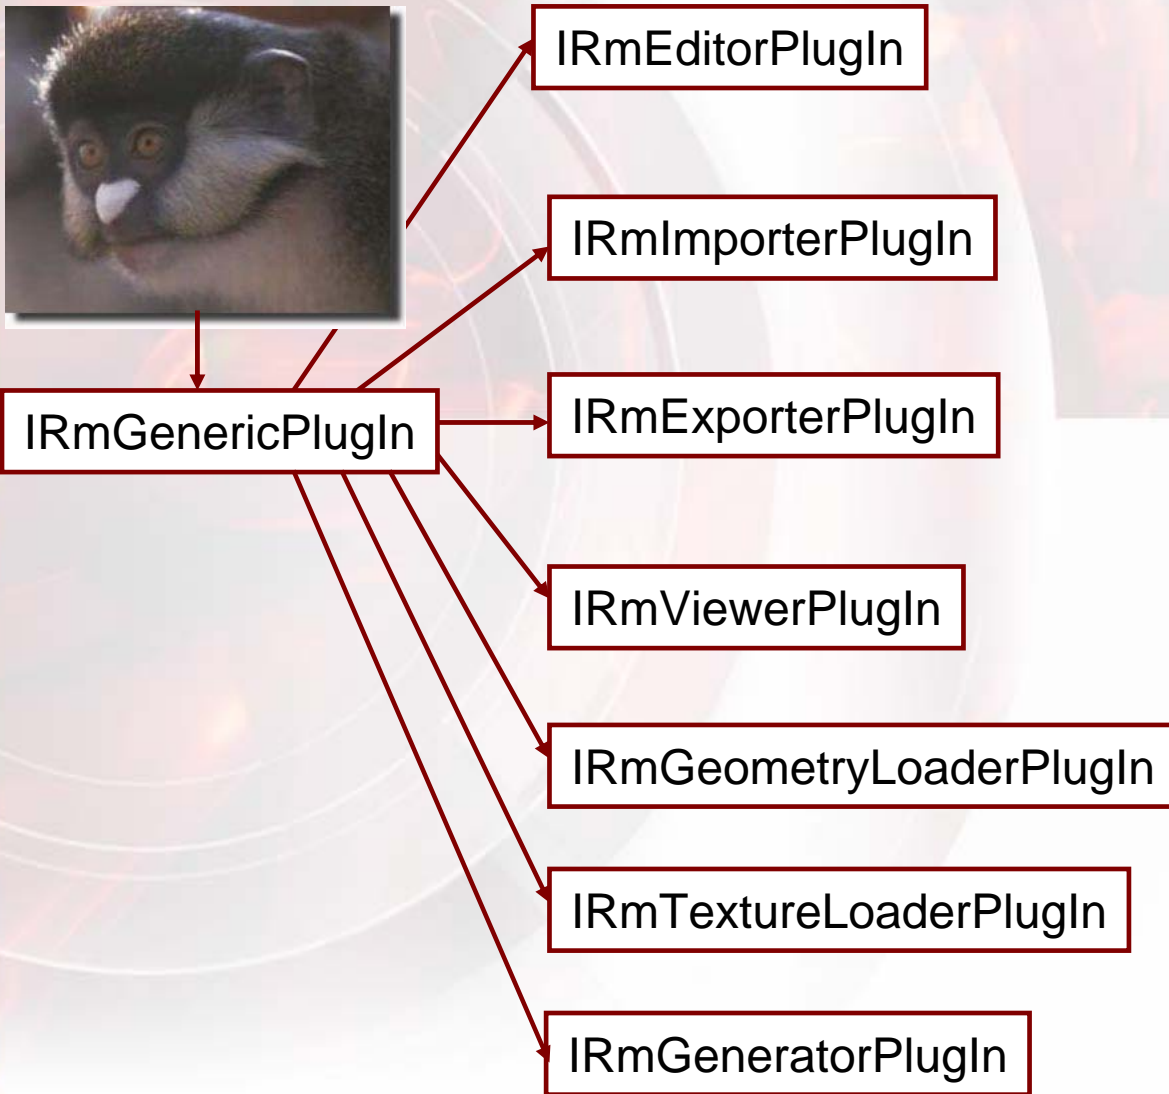 IRmEditorPlugIn
IRmImporterPlugIn
IRmGenericPlugIn
IRmExporterPlugIn
IRmViewerPlugIn
IRmGeometryLoaderPlugIn
IRmTextureLoaderPlugIn
IRmGeneratorPlugIn